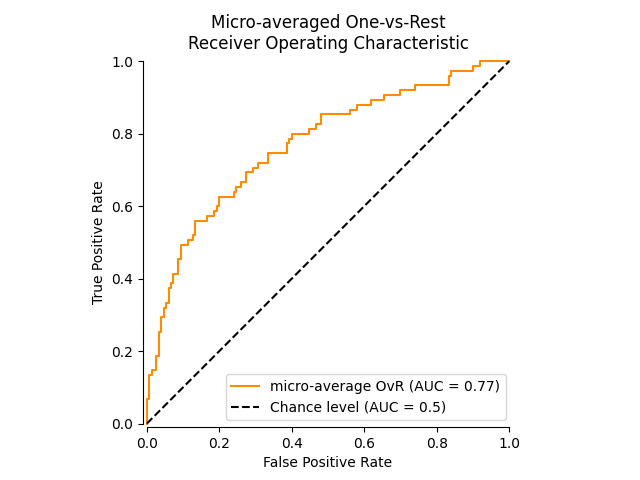 Micro-averaged One-vs-Rest
Receiver Operating Characteristic
True Positive Rate
1.0
0.8
0.6
0.4
0.2
0.0
micro-average OvR (AUC = 0.77)
Chance level (AUC = 0.5)
0.0 0.2 0.4 0.6 0.8 1.0
False Positive Rate